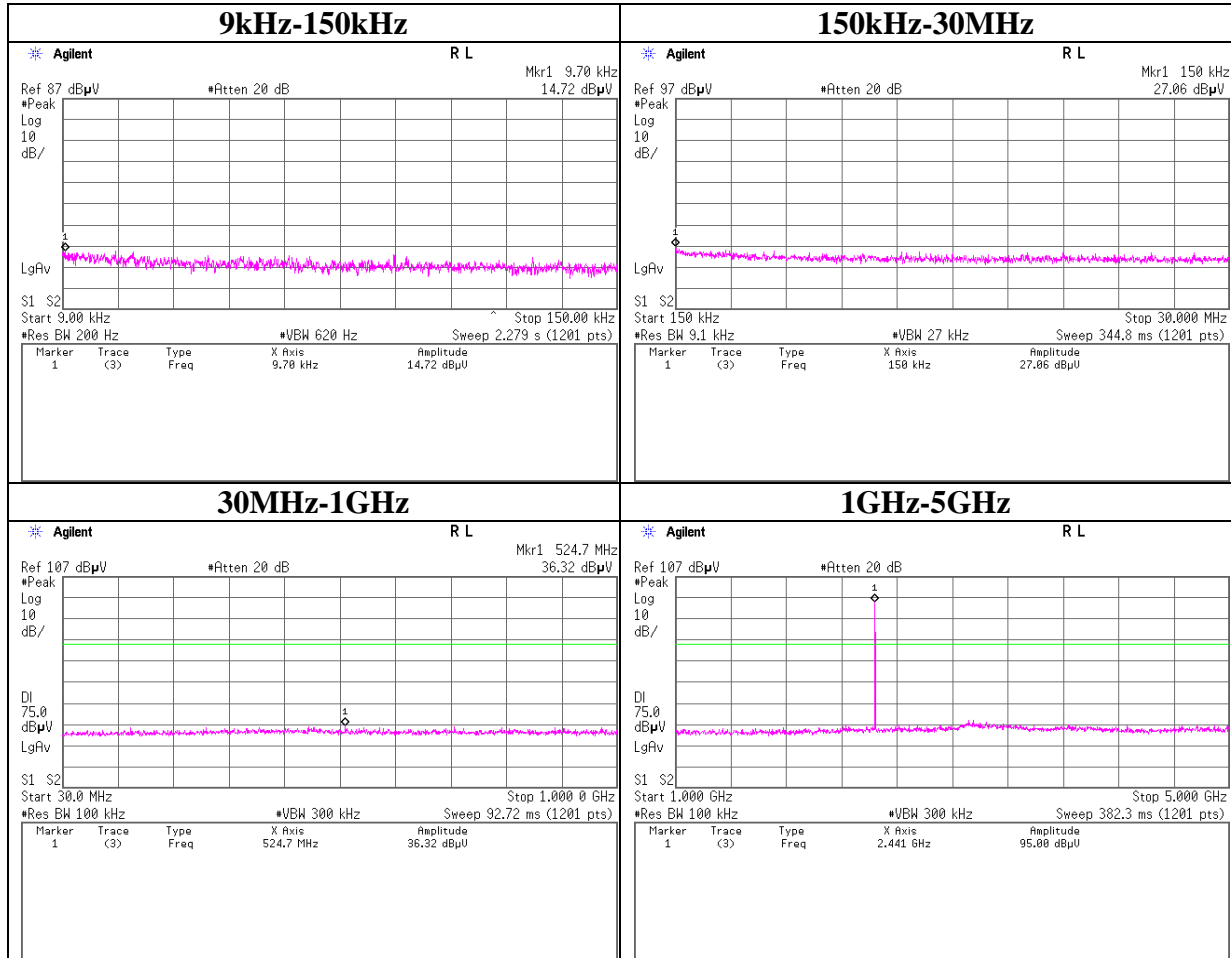 9kHz-150kHz
Agilent R L
Mkr1 9.70 kHz
Ref 87 dBµV #Atten 20 dB 14.72 dBµV
#Peak
Log
10
dB/
1
LgAv
S1 S2
Start 9.00 kHz ^ Stop 150.00 kHz
#Res BW 200 Hz #VBW 620 Hz Sweep 2.279 s (1201 pts)
Marker Trace Type X Axis Amplitude
1 (3) Freq 9.70 kHz 14.72 dBµV
150kHz-30MHz
Agilent R L
Mkr1 150 kHz
Ref 97 dBµV #Atten 20 dB 27.06 dBµV
#Peak
Log
10
dB/
1
LgAv
S1 S2
Start 150 kHz Stop 30.000 MHz
#Res BW 9.1 kHz #VBW 27 kHz Sweep 344.8 ms (1201 pts)
Marker Trace Type X Axis Amplitude
1 (3) Freq 150 kHz 27.06 dBµV
30MHz-1GHz
Agilent R L
Mkr1 524.7 MHz
Ref 107 dBµV #Atten 20 dB 36.32 dBµV
#Peak
Log
10
dB/
DI
75.0
dBµV
1
LgAv
S1 S2
Start 30.0 MHz Stop 1.000 0 GHz
#Res BW 100 kHz #VBW 300 kHz Sweep 92.72 ms (1201 pts)
Marker Trace Type X Axis Amplitude
1 (3) Freq 524.7 MHz 36.32 dBµV
1GHz-5GHz
Agilent R L
Ref 107 dBµV #Atten 20 dB
#Peak
1
Log
10
dB/
DI
75.0
dBµV
LgAv
S1 S2
Start 1.000 GHz Stop 5.000 GHz
#Res BW 100 kHz #VBW 300 kHz Sweep 382.3 ms (1201 pts)
Marker Trace Type X Axis Amplitude
1 (3) Freq 2.441 GHz 95.00 dBµV